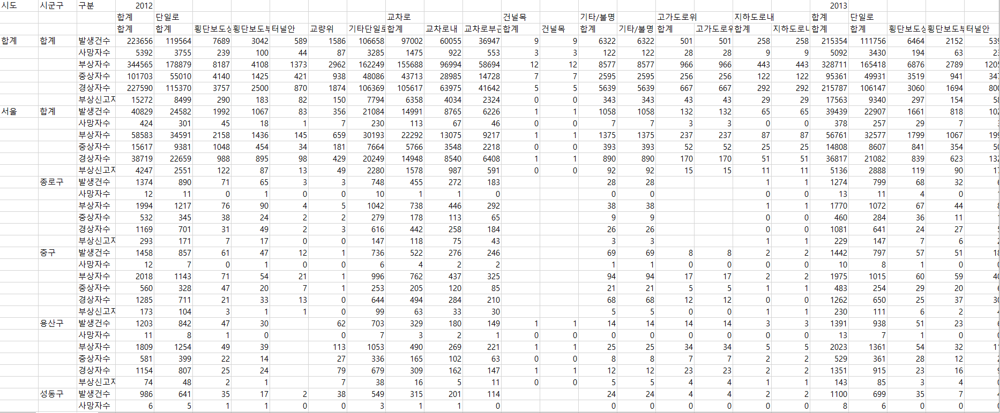 시도 시군구 구분 2012 2013
합계 단일로 교차로 건널목 기타/불명 고가도로위 지하도로내 합계 단일로
합계 합계 횡단보도상 횡단보도부 터널안 교량위 기타단일로 합계 교차로내 교차로부근 합계 건널목 합계 기타/불명 합계 고가도로위 합계 지하도로내 합계 합계 횡단보도상 횡단보도부 터널안
합계 합계 발생건수 223656 119564 7689 3042 589 1586 106658 97002 60055 36947 9 9 6322 6322 501 501 258 258 215354 111756 6464 2152 539
사망자수 5392 3755 239 100 44 87 3285 1475 922 553 3 3 122 122 28 28 9 9 5092 3430 194 63 23
부상자수 344565 178879 8187 4108 1373 2962 162249 155688 96994 58694 12 12 8577 8577 966 966 443 443 328711 165418 6876 2789 1205
중상자수 101703 55010 4140 1425 421 938 48086 43713 28985 14728 7 7 2595 2595 256 256 122 122 95361 49931 3519 941 347
경상자수 227590 115370 3757 2500 870 1874 106369 105617 63975 41642 5 5 5639 5639 667 667 292 292 215787 106147 3060 1694 800
부상신고자 15272 8499 290 183 82 150 7794 6358 4034 2324 0 0 343 343 43 43 29 29 17563 9340 297 154 58
서울 합계 발생건수 40829 24582 1992 1067 83 356 21084 14991 8765 6226 1 1 1058 1058 132 132 65 65 39439 22907 1661 818 102
사망자수 424 301 45 18 1 7 230 113 67 46 0 0 7 7 3 3 0 0 378 257 29 7 3
부상자수 58583 34591 2158 1436 145 659 30193 22292 13075 9217 1 1 1375 1375 237 237 87 87 56761 32577 1799 1067 199
중상자수 15617 9381 1048 454 34 181 7664 5766 3548 2218 0 0 393 393 52 52 25 25 14808 8607 841 354 50
경상자수 38719 22659 988 895 98 429 20249 14948 8540 6408 1 1 890 890 170 170 51 51 36817 21082 839 623 132
부상신고자 4247 2551 122 87 13 49 2280 1578 987 591 0 0 92 92 15 15 11 11 5136 2888 119 90 17
종로구 발생건수 1374 890 71 65 3 3 748 455 272 183 28 28 1 1 1274 799 68 32
사망자수 12 11 0 1 0 0 10 1 1 0 0 0 0 0 13 11 4 0
부상자수 1994 1217 76 90 4 5 1042 738 446 292 38 38 1 1 1770 1072 67 44
중상자수 532 345 38 24 2 2 279 178 113 65 9 9 0 0 460 284 36 11
경상자수 1169 701 31 49 2 3 616 442 258 184 26 26 0 0 1081 641 24 27
부상신고자 293 171 7 17 0 0 147 118 75 43 3 3 1 1 229 147 7 6
중구 발생건수 1458 857 61 47 12 1 736 522 276 246 69 69 8 8 2 2 1442 797 57 51 18
사망자수 12 7 0 1 0 0 6 4 2 2 1 1 0 0 0 0 10 8 1 0 0
부상자수 2018 1143 71 54 21 1 996 762 437 325 94 94 17 17 2 2 1975 1015 60 59 40
중상자수 560 328 47 20 7 1 253 205 120 85 21 21 5 5 1 1 483 254 29 20 6
경상자수 1285 711 21 33 13 0 644 494 284 210 68 68 12 12 0 0 1262 650 25 37 30
부상신고자 173 104 3 1 1 0 99 63 33 30 5 5 0 0 1 1 230 111 6 2 4
용산구 발생건수 1203 842 47 30 62 703 329 180 149 1 1 14 14 14 14 3 3 1391 938 51 23 6
사망자수 11 8 1 0 0 7 3 2 1 0 0 0 0 0 0 0 0 13 7 1 0 0
부상자수 1809 1254 49 39 113 1053 490 269 221 1 1 25 25 34 34 5 5 2023 1361 54 32 11
중상자수 581 399 22 14 27 336 165 102 63 0 0 8 8 7 7 2 2 529 361 28 12 2
경상자수 1154 807 25 24 79 679 309 162 147 1 1 12 12 23 23 2 2 1351 915 23 16 9
부상신고자 74 48 2 1 7 38 16 5 11 0 0 5 5 4 4 1 1 143 85 3 4 0
성동구 발생건수 986 641 35 17 2 38 549 315 201 114 24 24 4 4 2 2 1100 699 35 7 4
사망자수 6 5 1 1 0 0 3 1 1 0 0 0 0 0 0 0 8 6 0 0 0